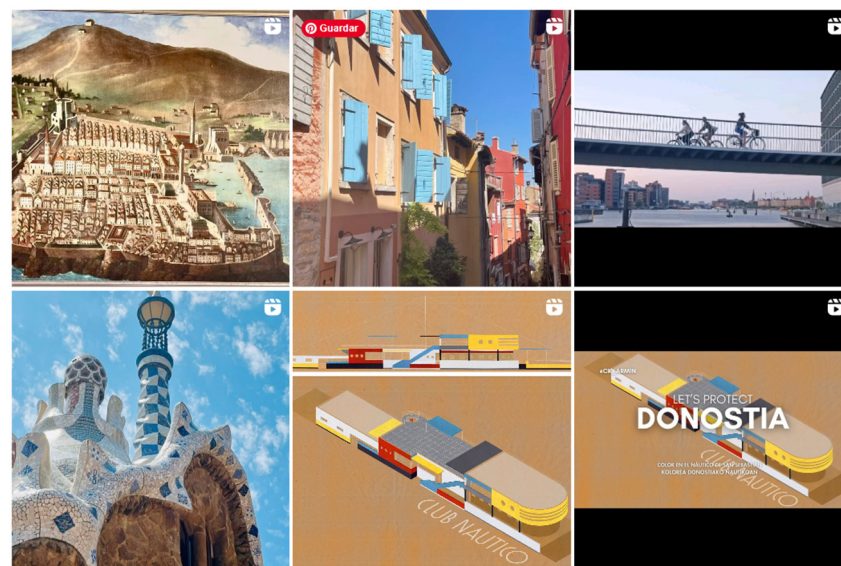 Guardar
CLUB NAUTICO
LET'S PROTECT
DONOSTIA
COLOR EN EL NÁUTICO DE SAN SEBASTIÁN
KOLOREA DONOSTIAKO NAUTIKOAN
CLUB NAUTICO